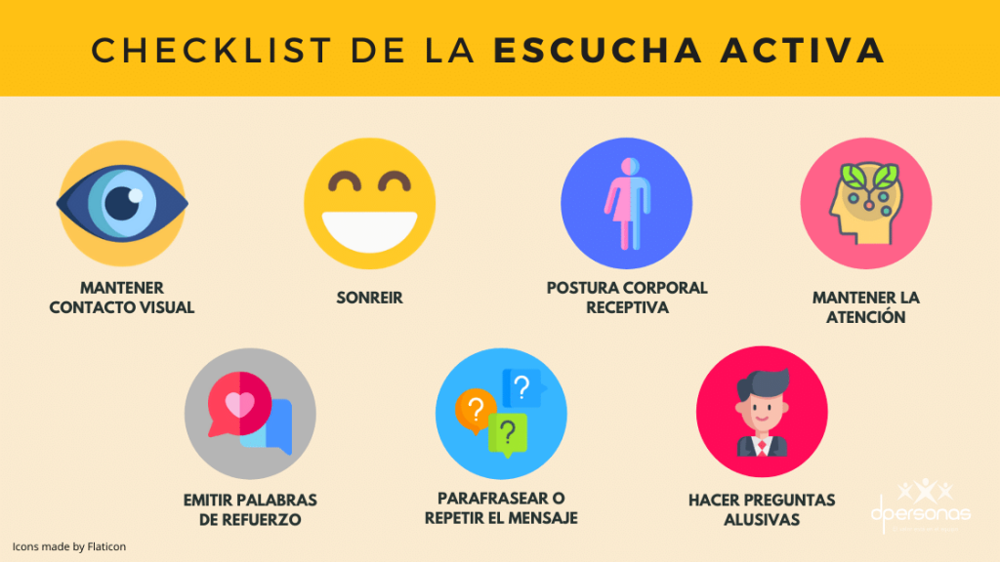 CHECKLIST DE LA ESCUCHA ACTIVA
MANTENER
CONTACTO VISUAL
SONREIR
POSTURA CORPORAL
RECEPTIVA
MANTENER LA
ATENCIÓN
?
?
?
EMITIR PALABRAS
DE REFUERZO
PARAFRASEAR O
REPETIR EL MENSAJE
HACER PREGUNTAS
ALUSIVAS
dpersonas
Icons made by Flaticon